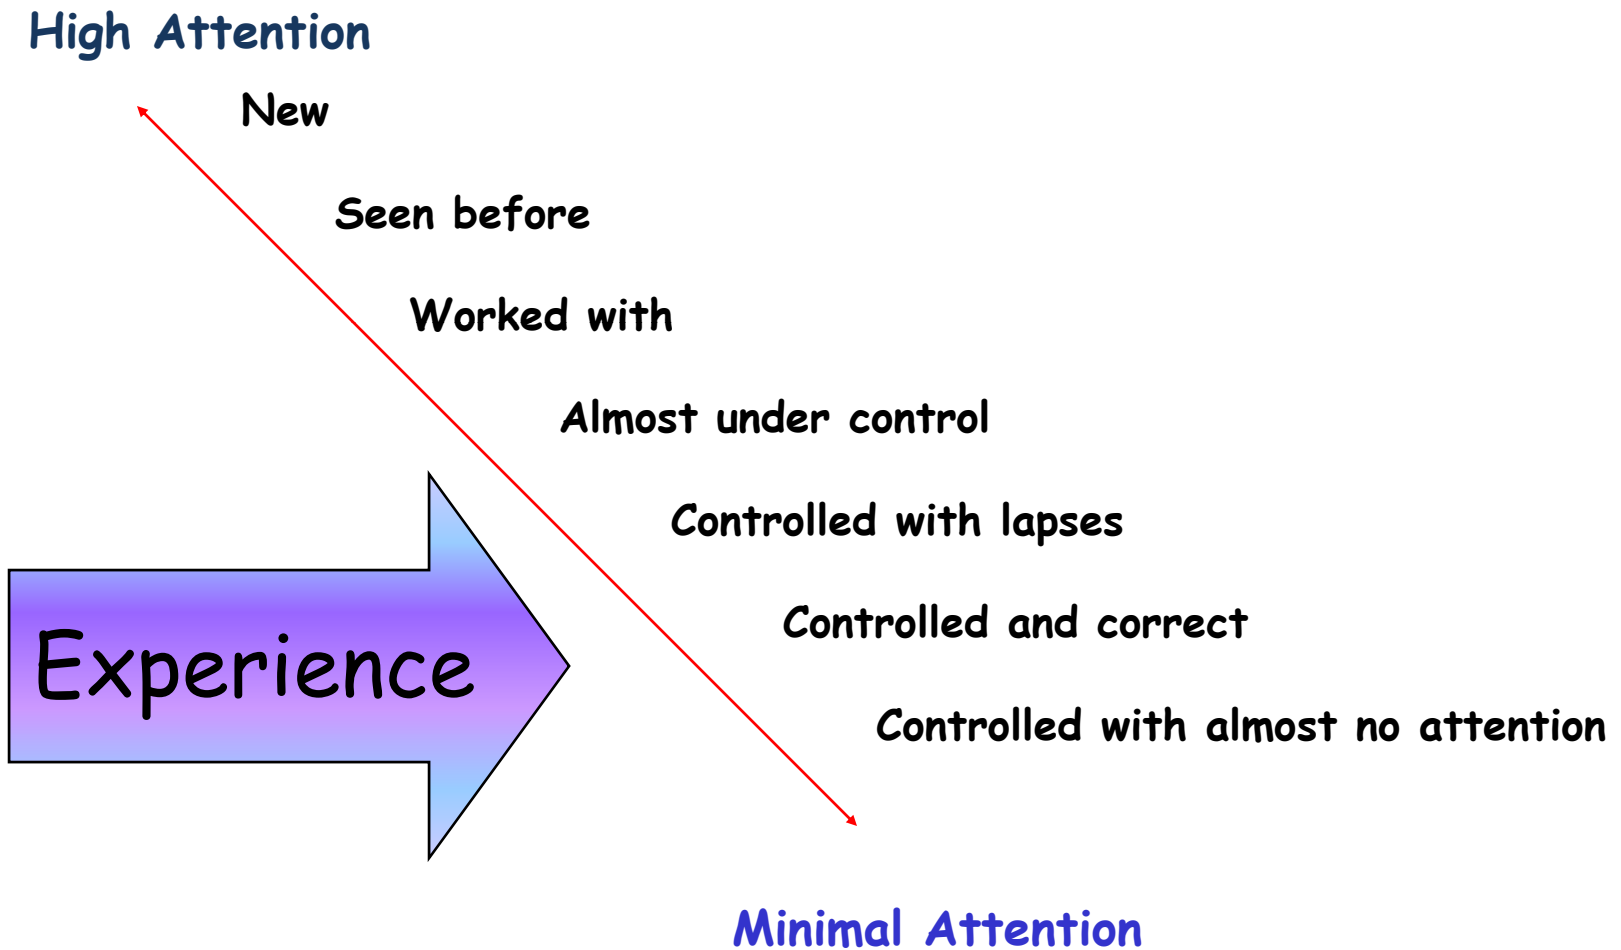 High Attention
New
Seen before
Worked with
Almost under control
Controlled with lapses
Controlled and correct
Experience
Controlled with almost no attention
Minimal Attention